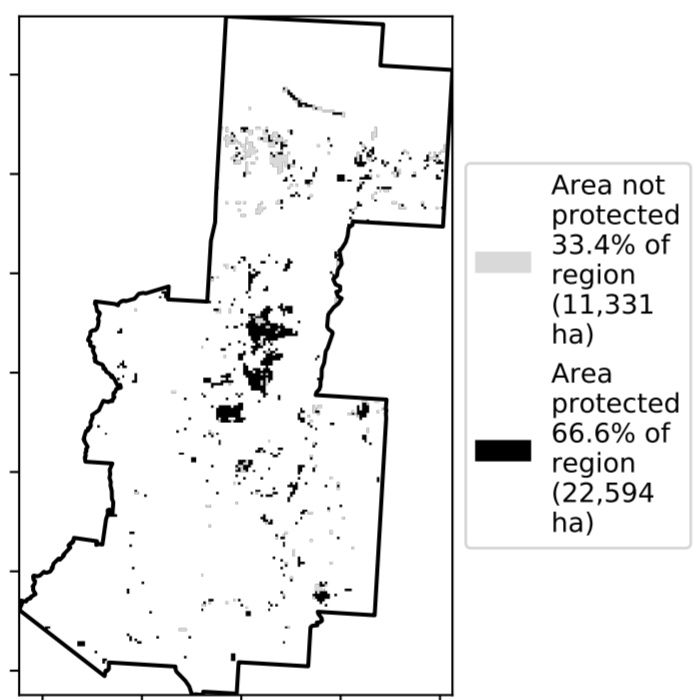 Area not
protected
33.4% of
region
(11,331
ha)
Area
protected
66.6% of
region
(22,594
ha)